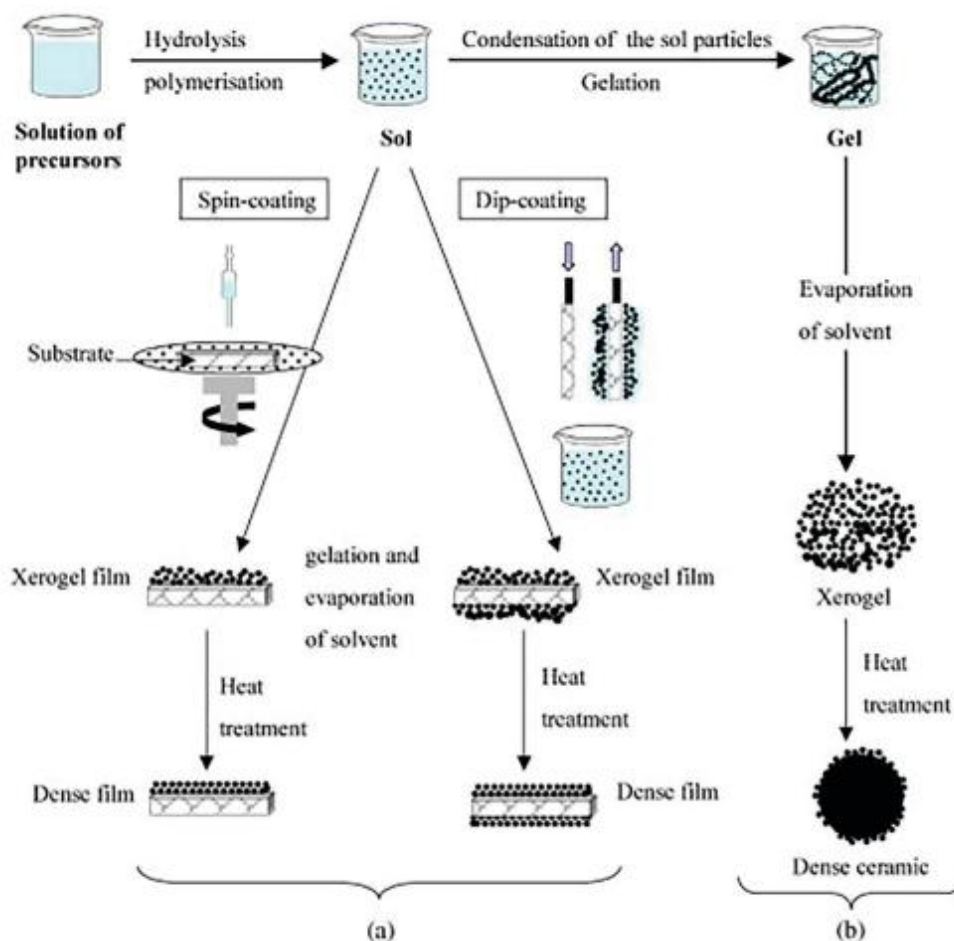 Hydrolysis
polymerisation
Condensation of the sol particles
Gelation
Solution of
precursors
Sol
Gel
Spin-coating
Dip-coating
Substrate
Evaporation
of solvent
Xerogel film
gelation and
evaporation
of solvent
Xerogel film
Xerogel
Heat
treatment
Heat
treatment
Heat
treatment
Dense film
Dense film
Dense ceramic
(a)
(b)